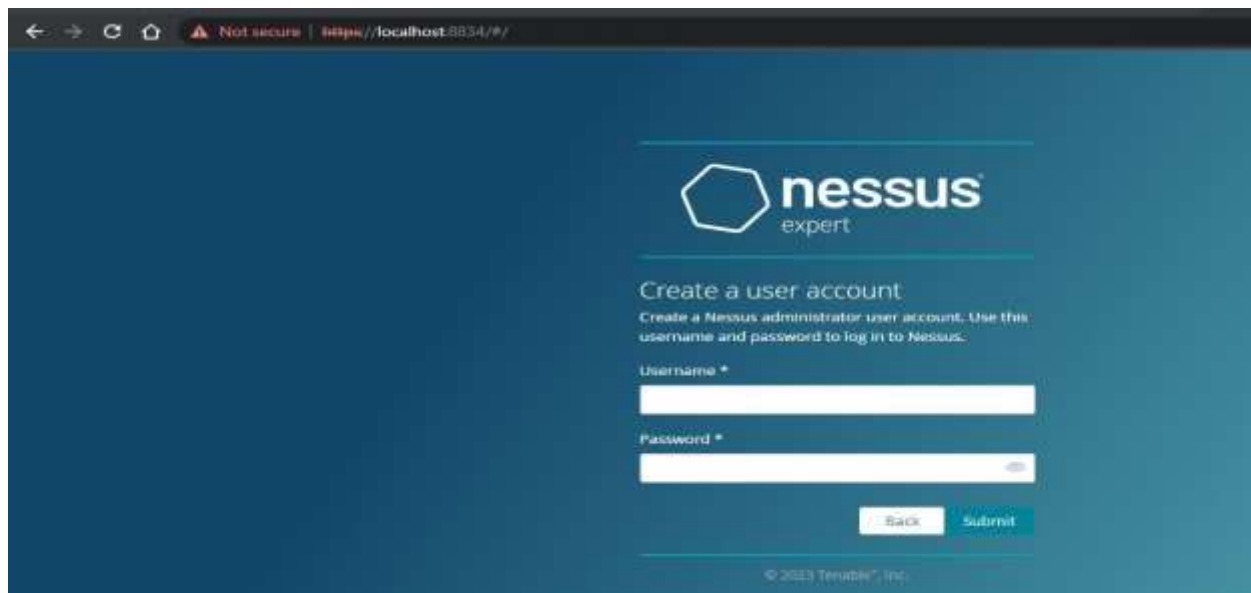 Not secure | https://localhost:8834/#/
nessus
expert
Create a user account
Create a Nessus administrator user account. Use this
username and password to log in to Nessus.
Username *
Password *
Back
Submit
© 2023 Tenable™, Inc.